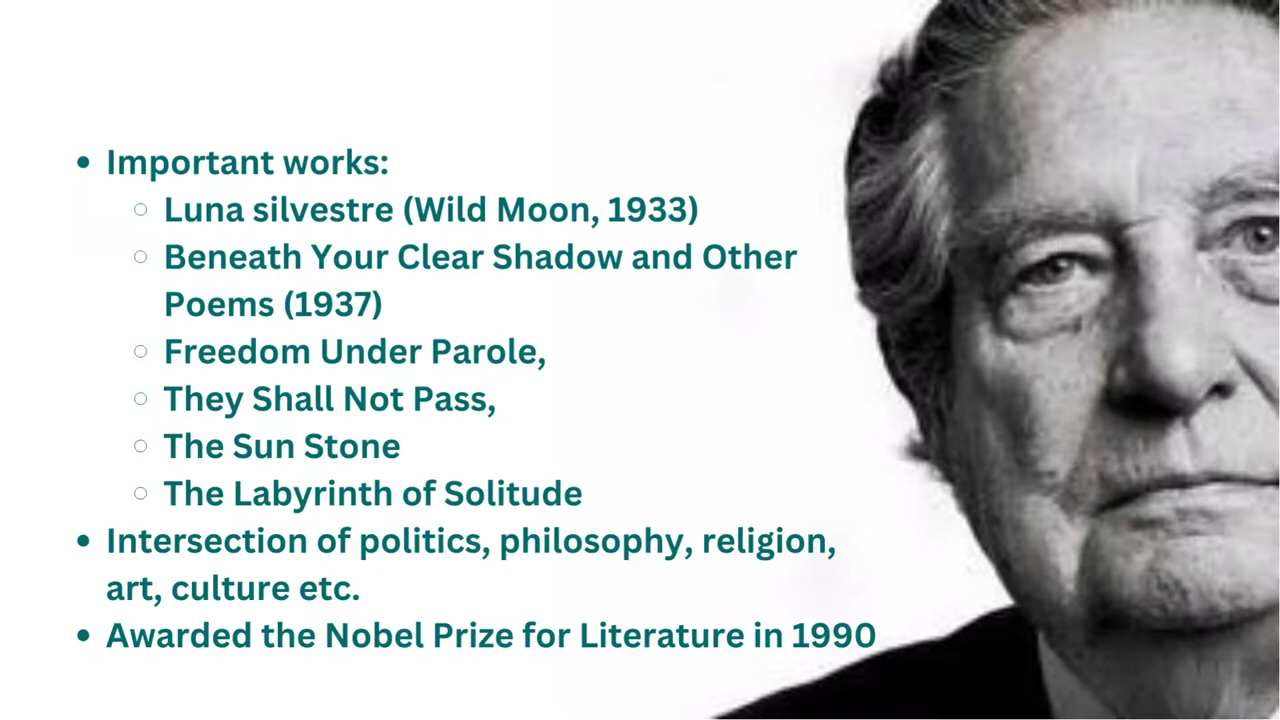 • Important works:
○ Luna silvestre (Wild Moon, 1933)
○ Beneath Your Clear Shadow and Other
Poems (1937)
○ Freedom Under Parole,
○ They Shall Not Pass,
○ The Sun Stone
○ The Labyrinth of Solitude
• Intersection of politics, philosophy, religion,
art, culture etc.
• Awarded the Nobel Prize for Literature in 1990